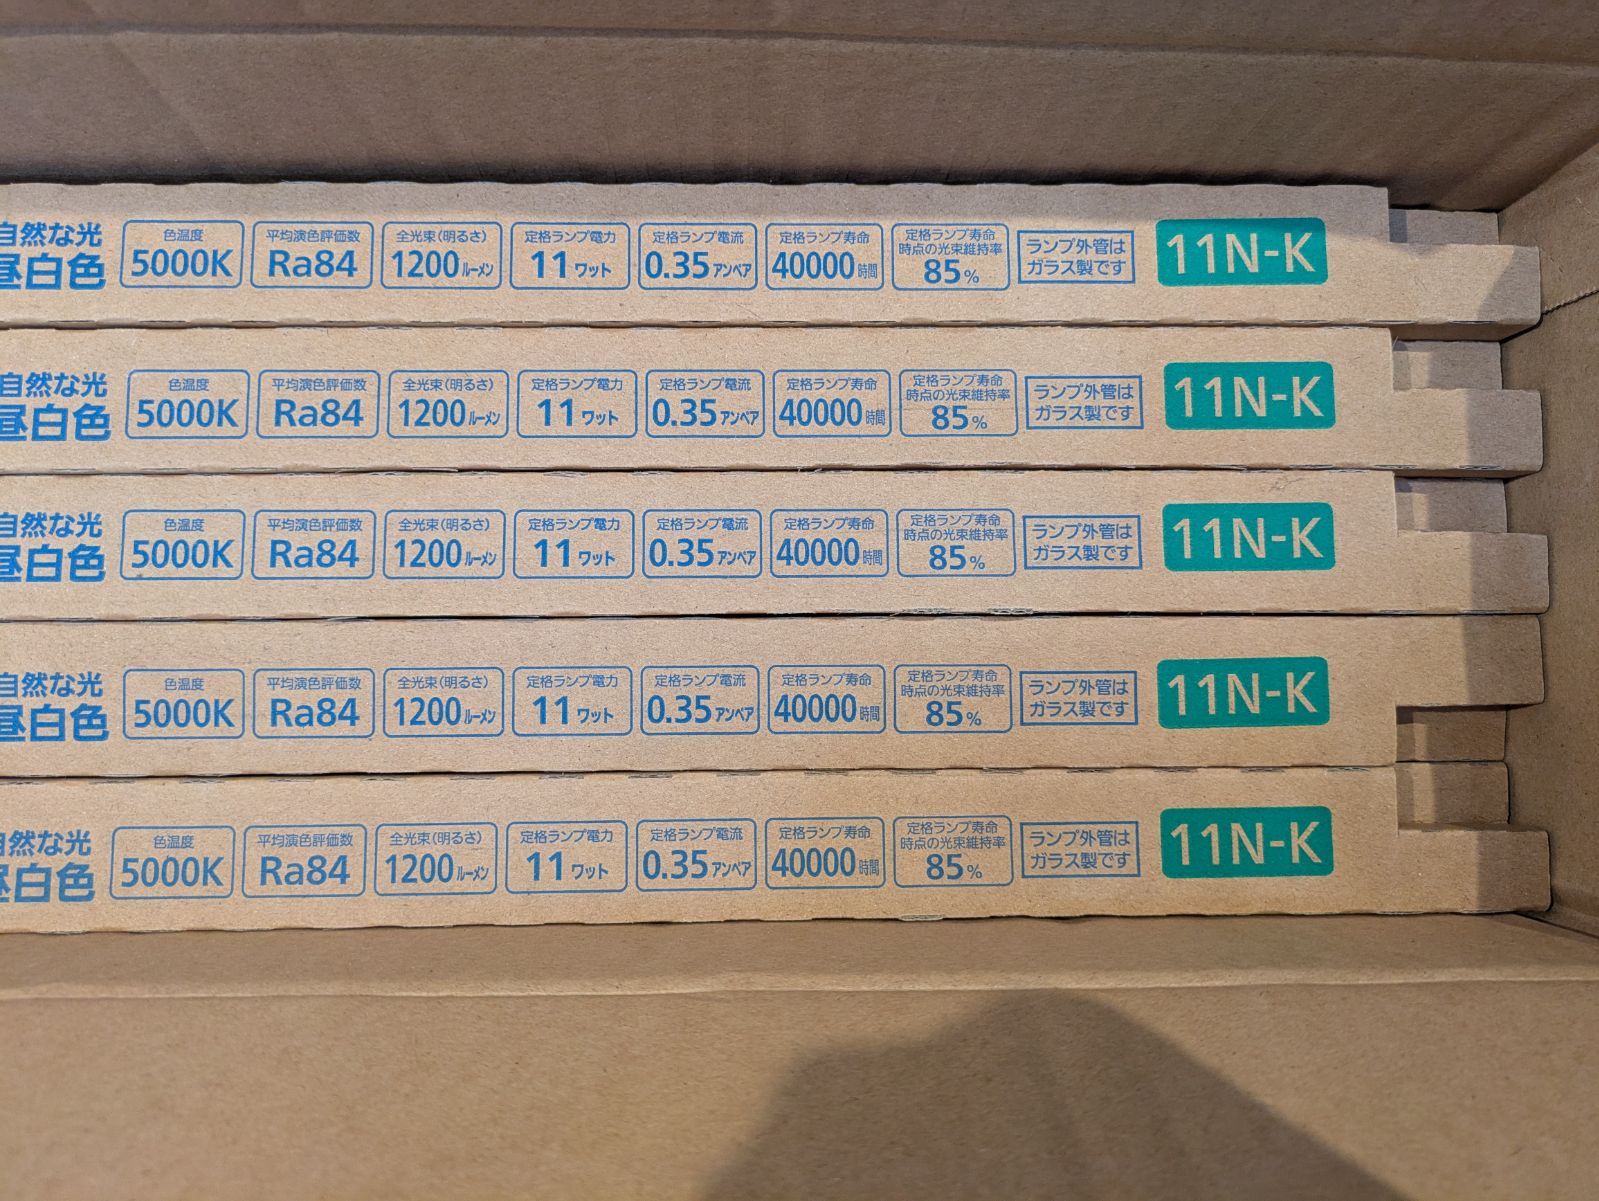 自然な光
昼白色
色温度
5000K
平均演色評価数
Ra84
全光束(明るさ)
1200ルーメン
定格ランプ電力
11ワット
定格ランプ電流
0.35アンペア
定格ランプ寿命
40000時間
定格ランプ寿命
時点の光束維持率
85%
ランプ外管は
ガラス製です
11N-K
自然な光
昼白色
色温度
5000K
平均演色評価数
Ra84
全光束(明るさ)
1200ルーメン
定格ランプ電力
11ワット
定格ランプ電流
0.35アンペア
定格ランプ寿命
40000時間
定格ランプ寿命
時点の光束維持率
85%
ランプ外管は
ガラス製です
11N-K
自然な光
昼白色
色温度
5000K
平均演色評価数
Ra84
全光束(明るさ)
1200ルーメン
定格ランプ電力
11ワット
定格ランプ電流
0.35アンペア
定格ランプ寿命
40000時間
定格ランプ寿命
時点の光束維持率
85%
ランプ外管は
ガラス製です
11N-K
自然な光
昼白色
色温度
5000K
平均演色評価数
Ra84
全光束(明るさ)
1200ルーメン
定格ランプ電力
11ワット
定格ランプ電流
0.35アンペア
定格ランプ寿命
40000時間
定格ランプ寿命
時点の光束維持率
85%
ランプ外管は
ガラス製です
11N-K
自然な光
昼白色
色温度
5000K
平均演色評価数
Ra84
全光束(明るさ)
1200ルーメン
定格ランプ電力
11ワット
定格ランプ電流
0.35アンペア
定格ランプ寿命
40000時間
定格ランプ寿命
時点の光束維持率
85%
ランプ外管は
ガラス製です
11N-K